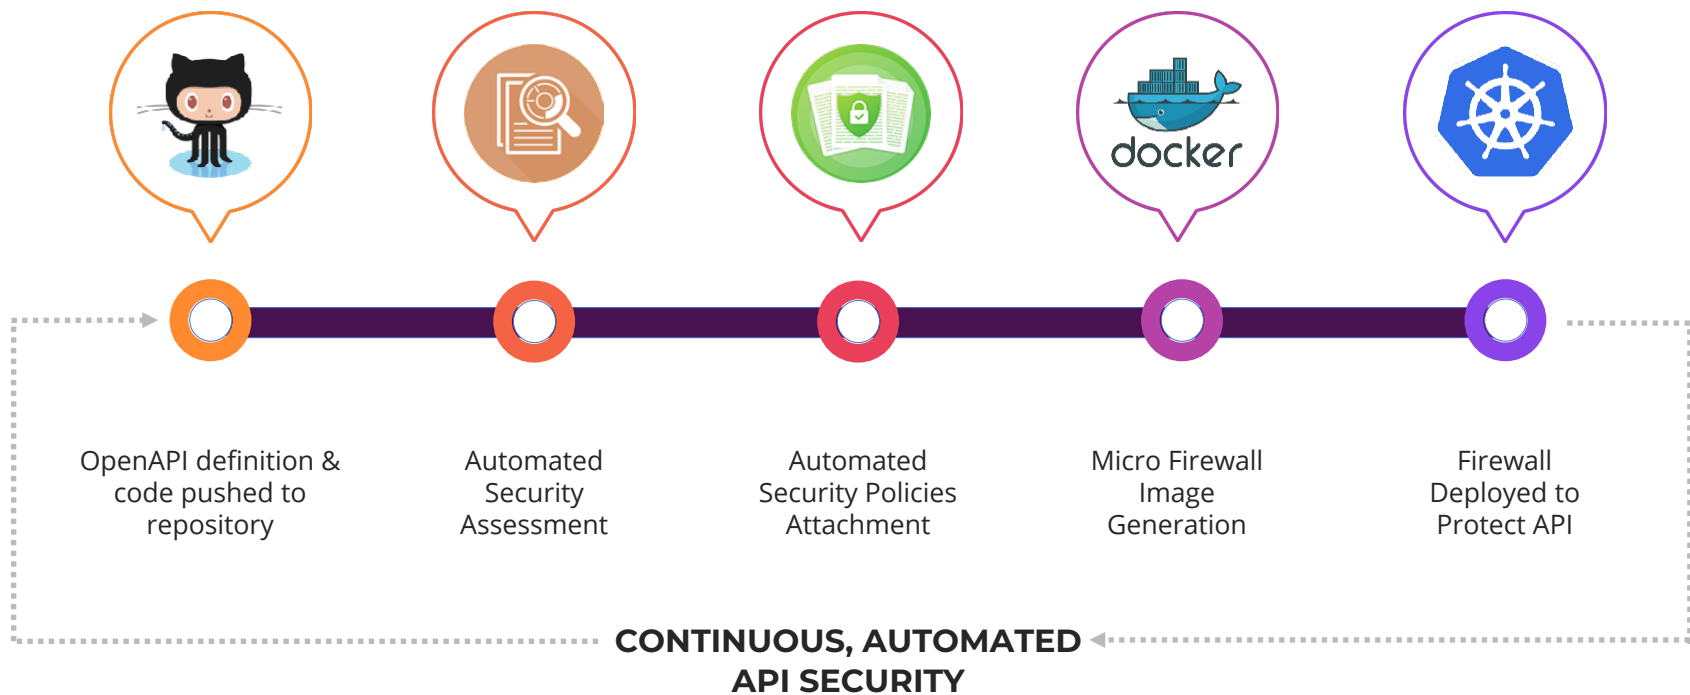 docker
OpenAPI definition &
code pushed to
repository
Automated
Security
Assessment
Automated
Security Policies
Attachment
Micro Firewall
Image
Generation
Firewall
Deployed to
Protect API
CONTINUOUS, AUTOMATED
API SECURITY